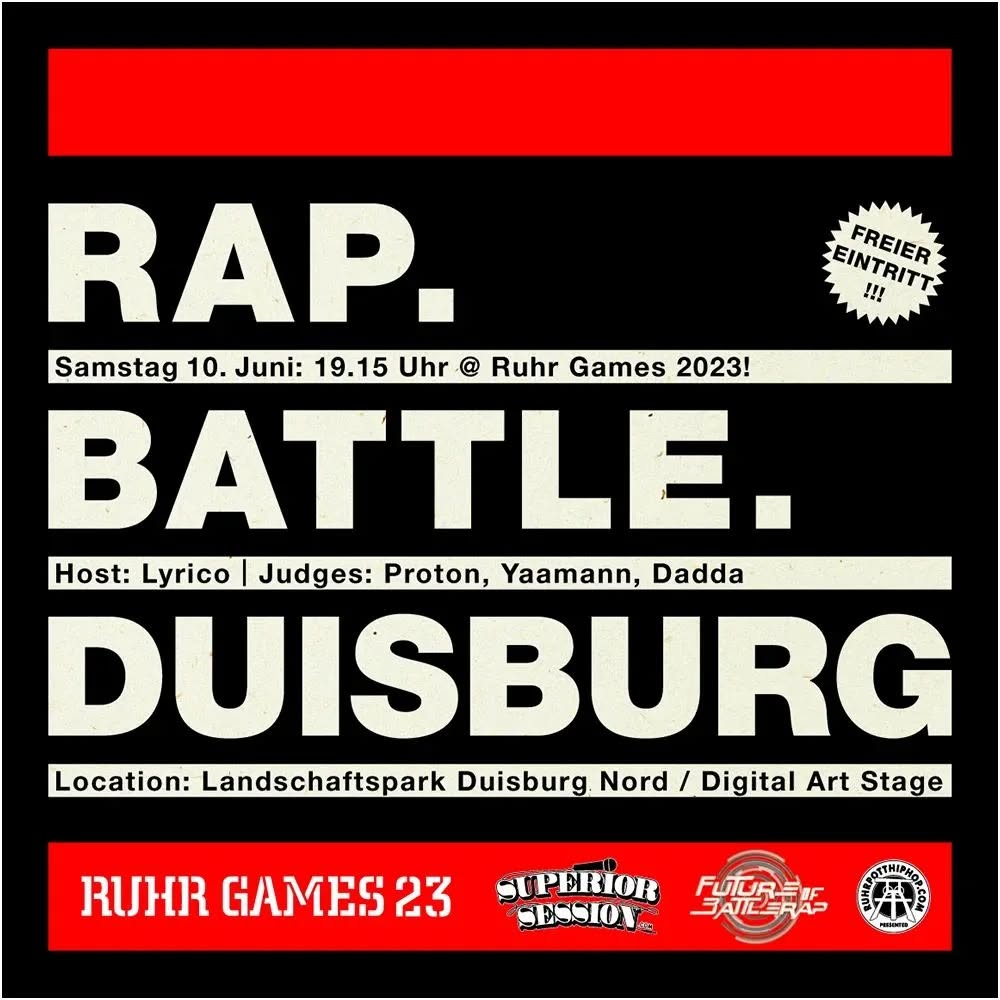 RAP.
FREIER
EINTRITT
!!!
Samstag 10. Juni: 19.15 Uhr @ Ruhr Games 2023!
BATTLE.
Host: Lyrico | Judges: Proton, Yaamann, Dadda
DUISBURG
Location: Landschaftspark Duisburg Nord / Digital Art Stage
RUHR GAMES 23
SUPERIOR
SESSION.COM
FUTURE OF
BATTLERAP
RUHRPOTTHIPHOP.COM
PRESENTED